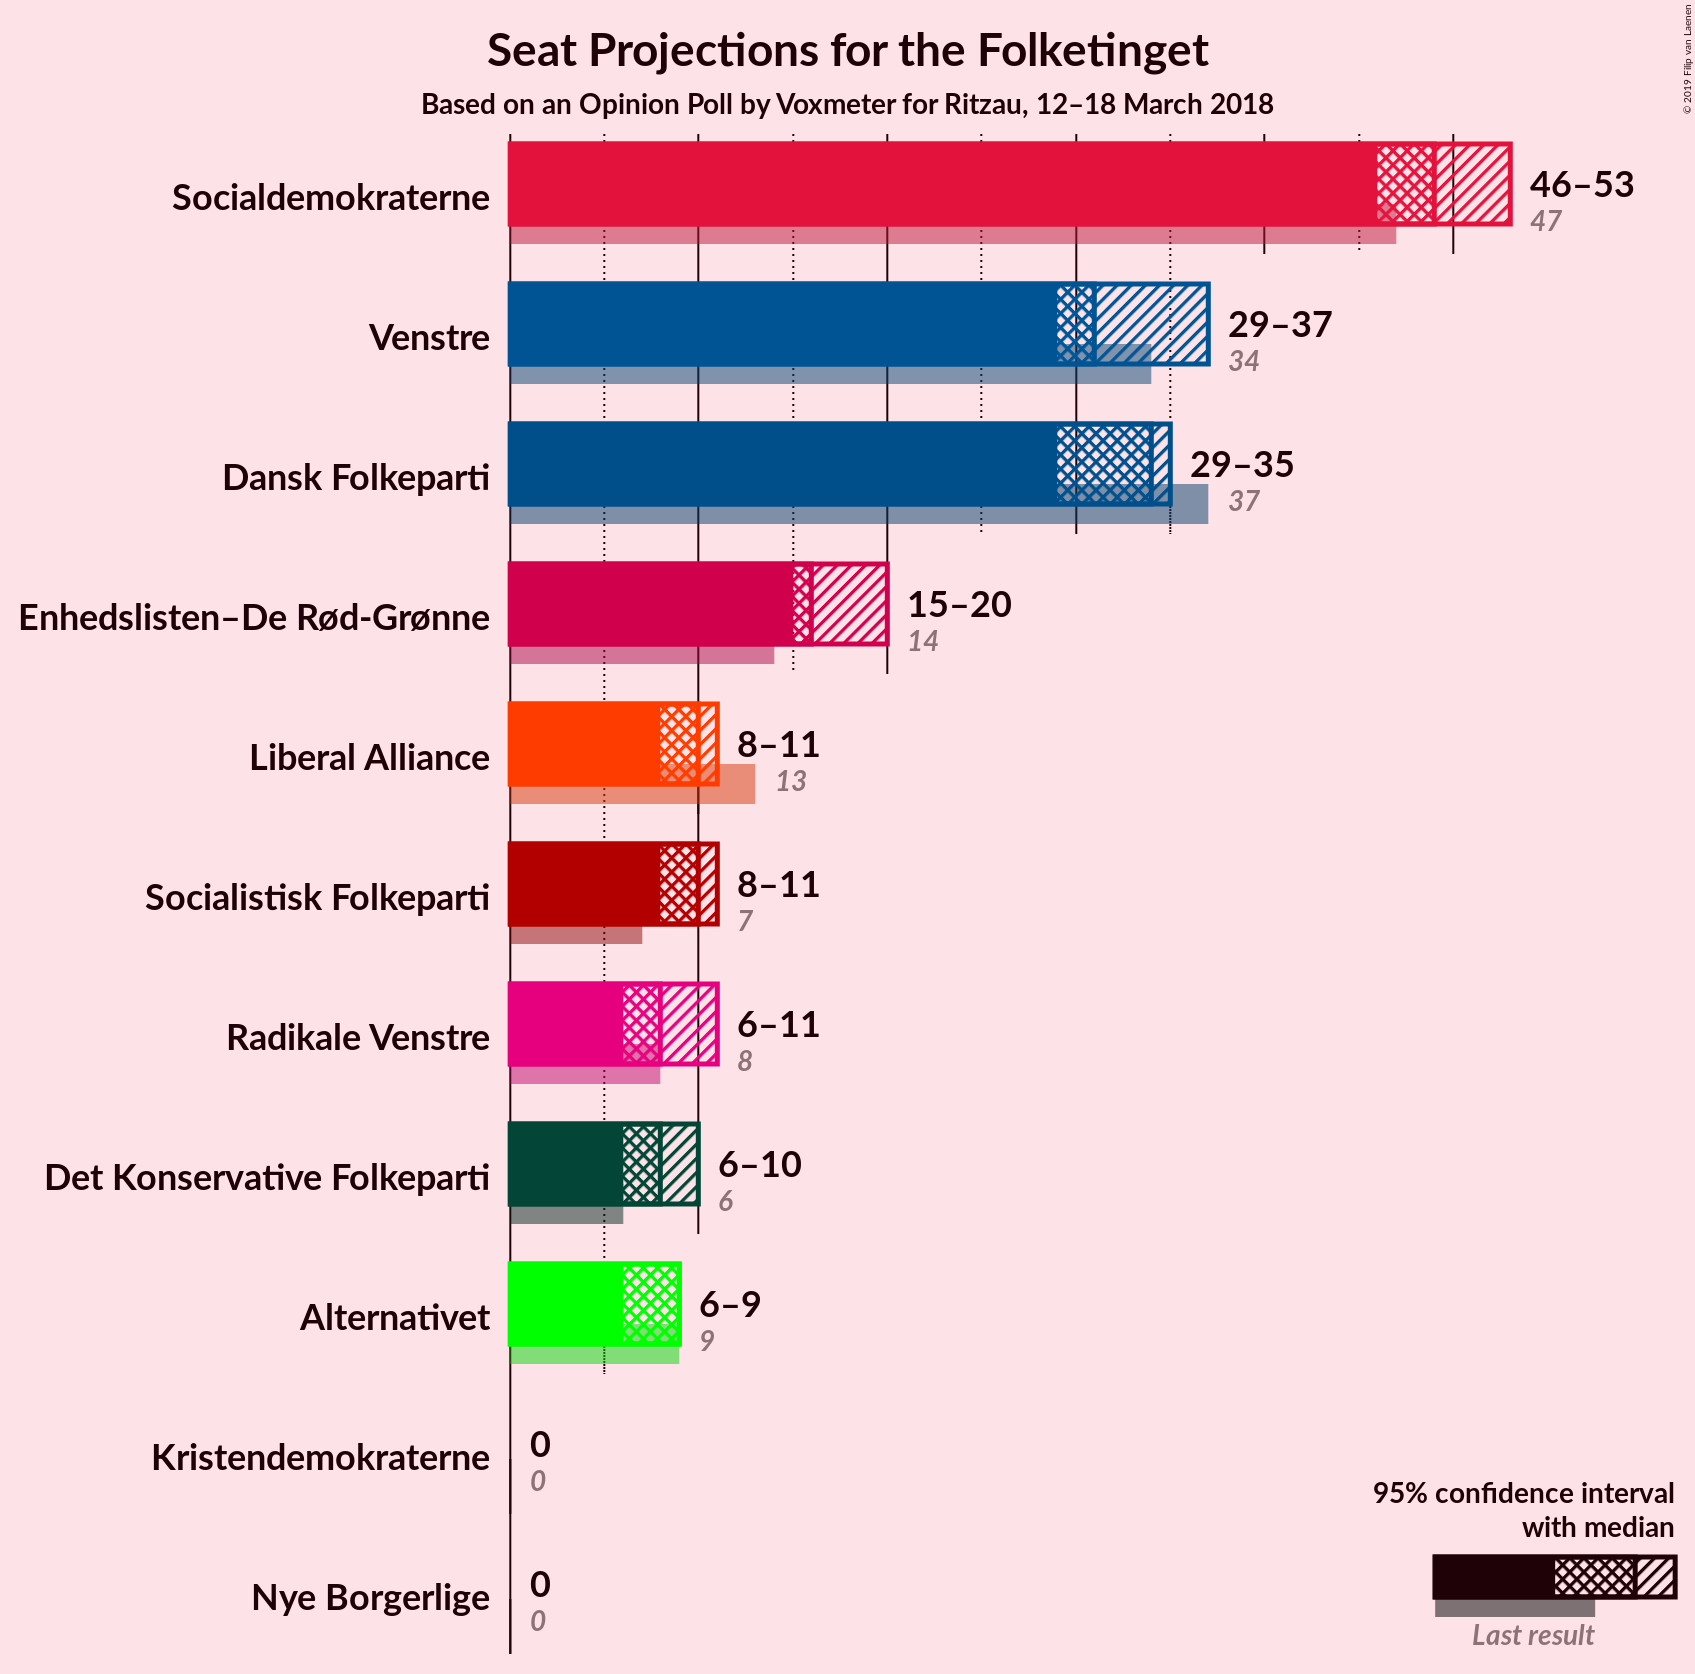 Seat Projections for the Folketinget
Based on an Opinion Poll by Voxmeter for Ritzau, 12–18 March 2018
© 2019 Filip van Laenen
Socialdemokraterne
46–53
47
Venstre
29–37
34
Dansk Folkeparti
29–35
37
Enhedslisten–De Rød-Grønne
15–20
14
Liberal Alliance
8–11
13
Socialistisk Folkeparti
8–11
7
Radikale Venstre
6–11
8
Det Konservative Folkeparti
6–10
6
Alternativet
6–9
9
Kristendemokraterne
0
0
Nye Borgerlige
0
0
95% confidence interval
with median
Last result